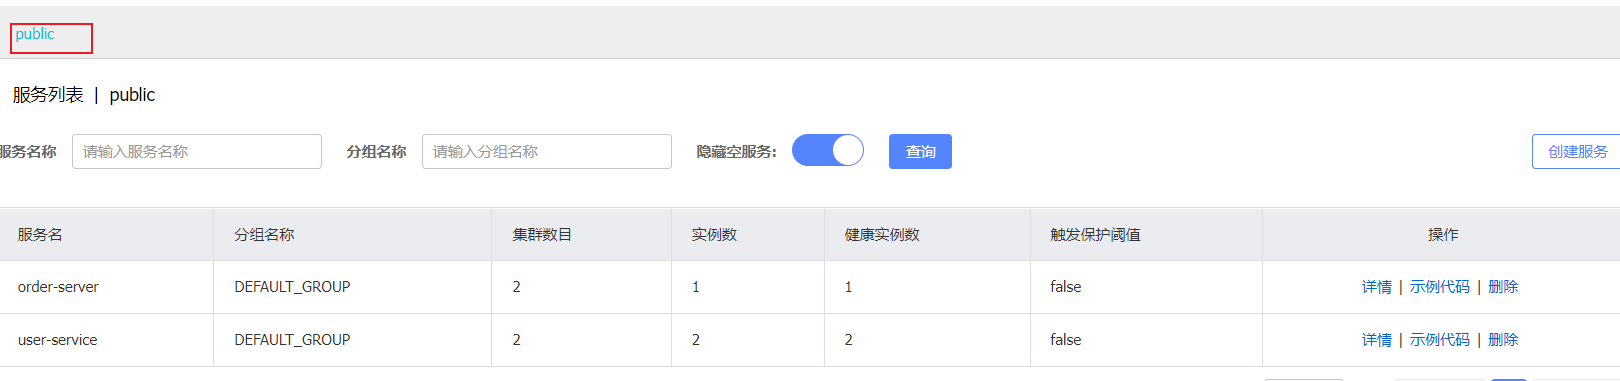 public
服务列表 | public
服务名称 请输入服务名称 分组名称 请输入分组名称 隐藏空服务: 查询 创建服务
服务名 分组名称 集群数目 实例数 健康实例数 触发保护阈值 操作
order-server DEFAULT_GROUP 2 1 1 false 详情 | 示例代码 | 删除
user-service DEFAULT_GROUP 2 2 2 false 详情 | 示例代码 | 删除